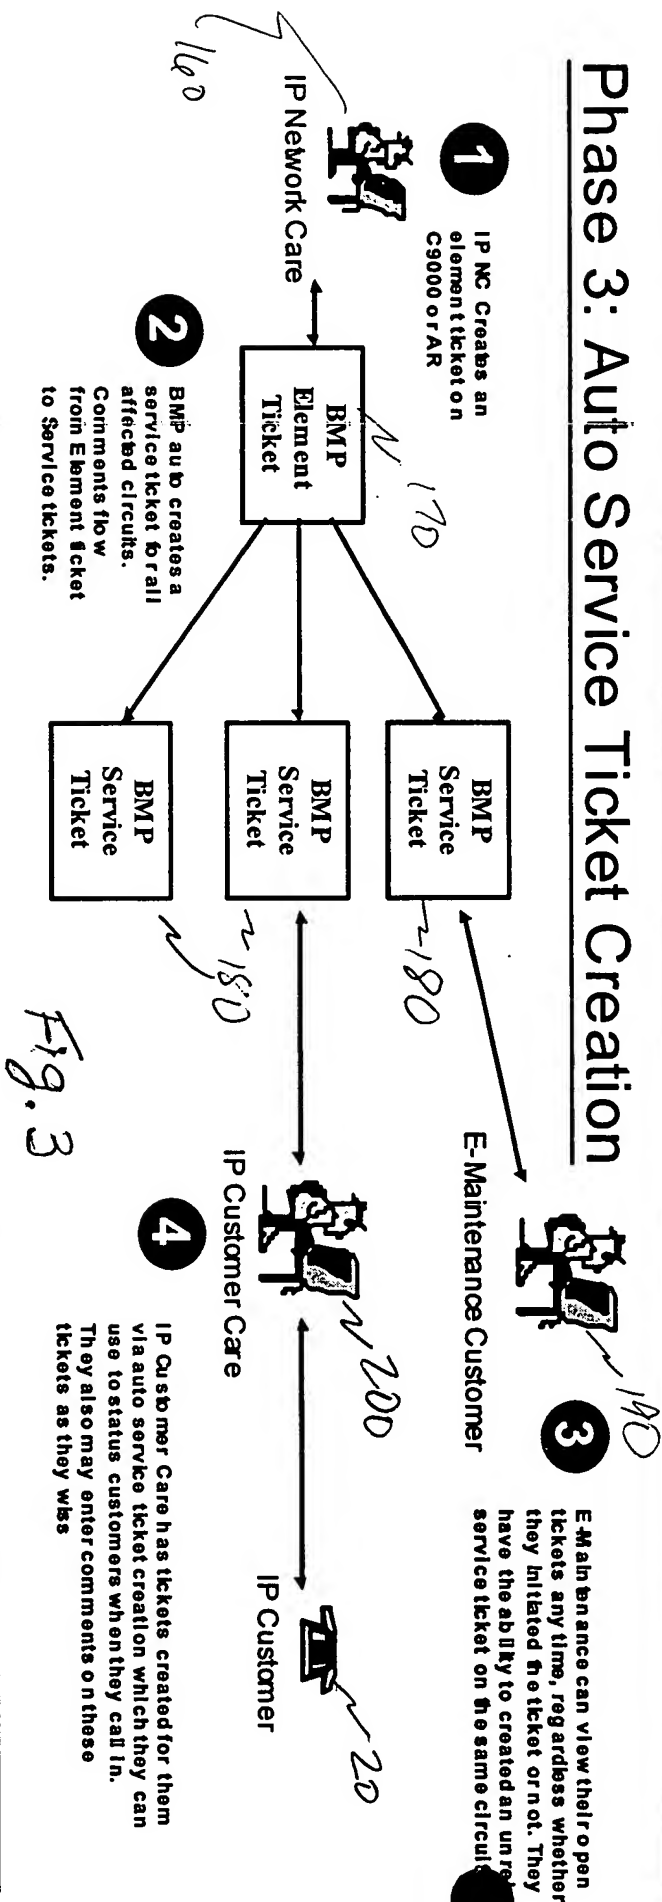 Phase 3: Auto Service Ticket Creation
1
IP NC Creates an
element ticket on
C9000 or AR
160
IP Network Care
BMP
Element
Ticket
170
2
BMP auto creates a
service ticket for all
affected circuits.
Comments flow
from Element ticket
to Service tickets.
BMP
Service
Ticket
180
BMP
Service
Ticket
180
BMP
Service
Ticket
180
190
E-Maintenance Customer
3
E-Maintenance can view their open
tickets any time, regardless whether
they initiated the ticket or not. They
have the ability to created an
service ticket on the same
200
IP Customer Care
4
IP Customer Care has tickets created for them
via auto service ticket creation which they can
use to status customers when they call in.
They also may enter comments on these
tickets as they wiss
20
IP Customer
Fig. 3